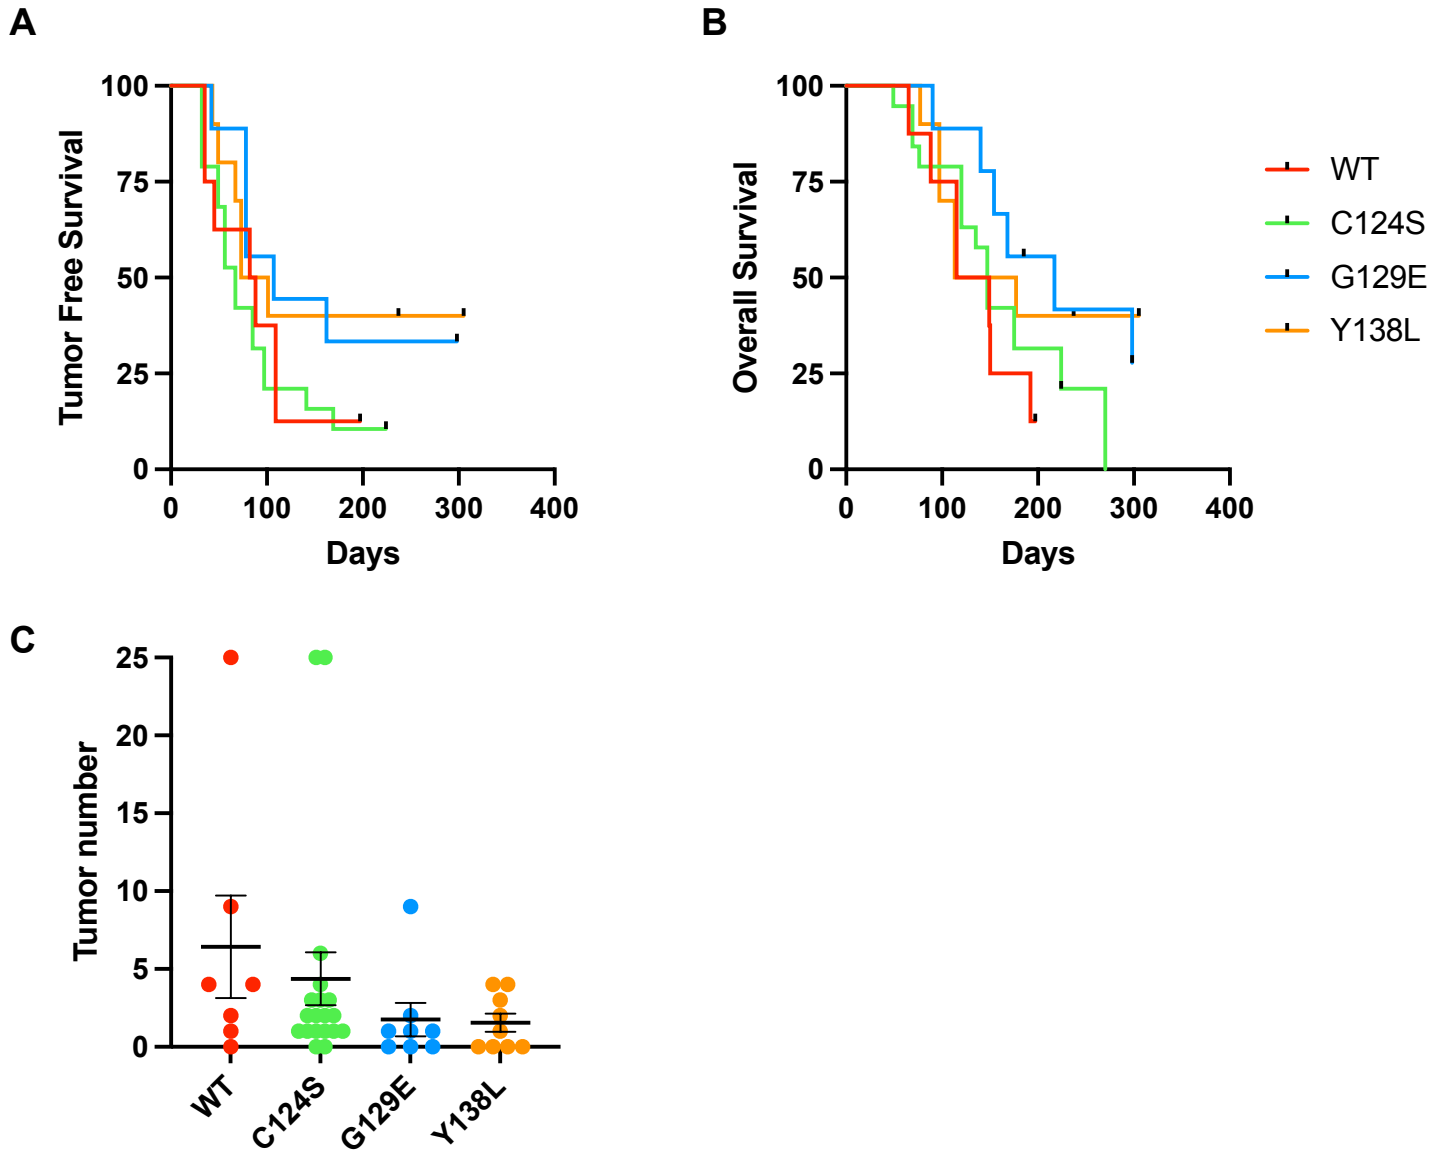 A
B
100
75
50
25
0
Tumor Free Survival
0 100 200 300 400
Days
100
75
50
25
0
Overall Survival
0 100 200 300 400
Days
WT
C124S
G129E
Y138L
C
25
20
15
10
5
0
Tumor number
WT C124S G129E Y138L